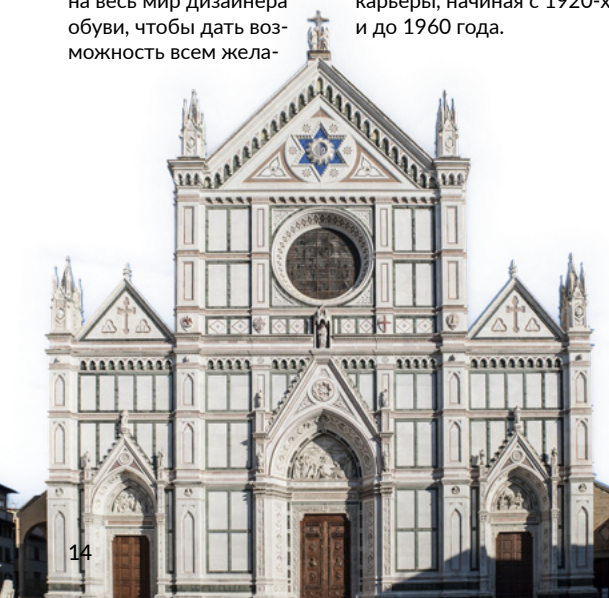 на весь мир дизайнера
обуви, чтобы дать воз-
можность всем жела-
карьеры, начиная с 1920-х
и до 1960 года.
14